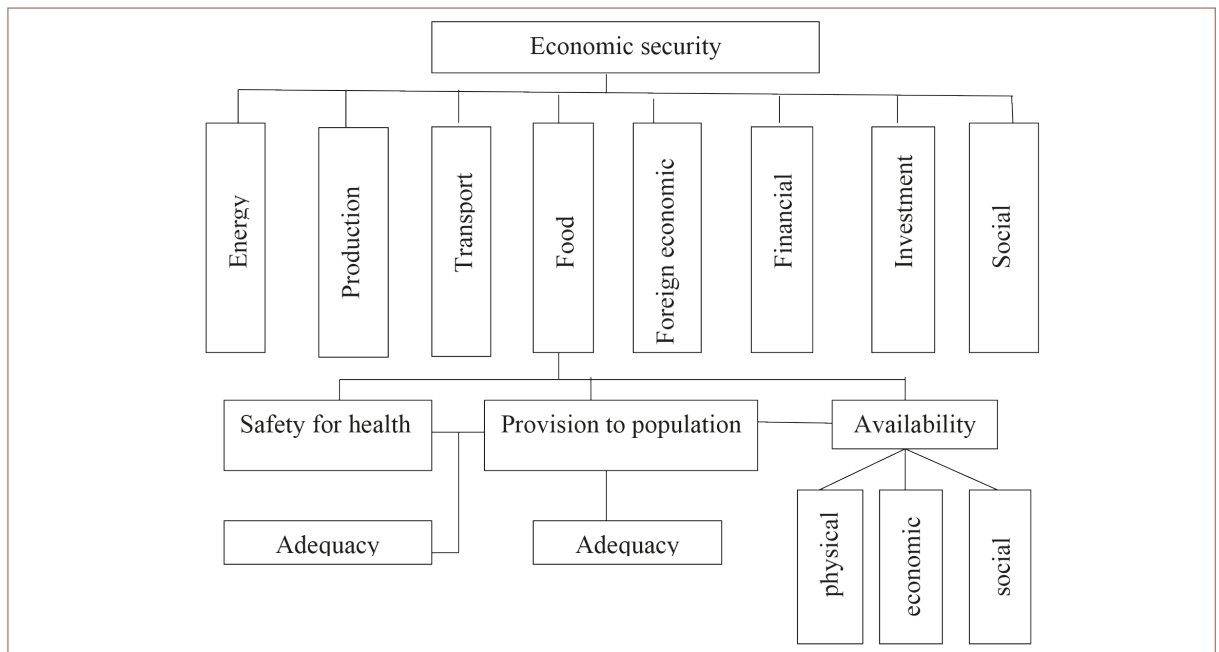 Economic security
Energy
Production
Transport
Food
Foreign economic
Financial
Investment
Social
Safety for health
Provision to population
Availability
Adequacy
Adequacy
physical
economic
social